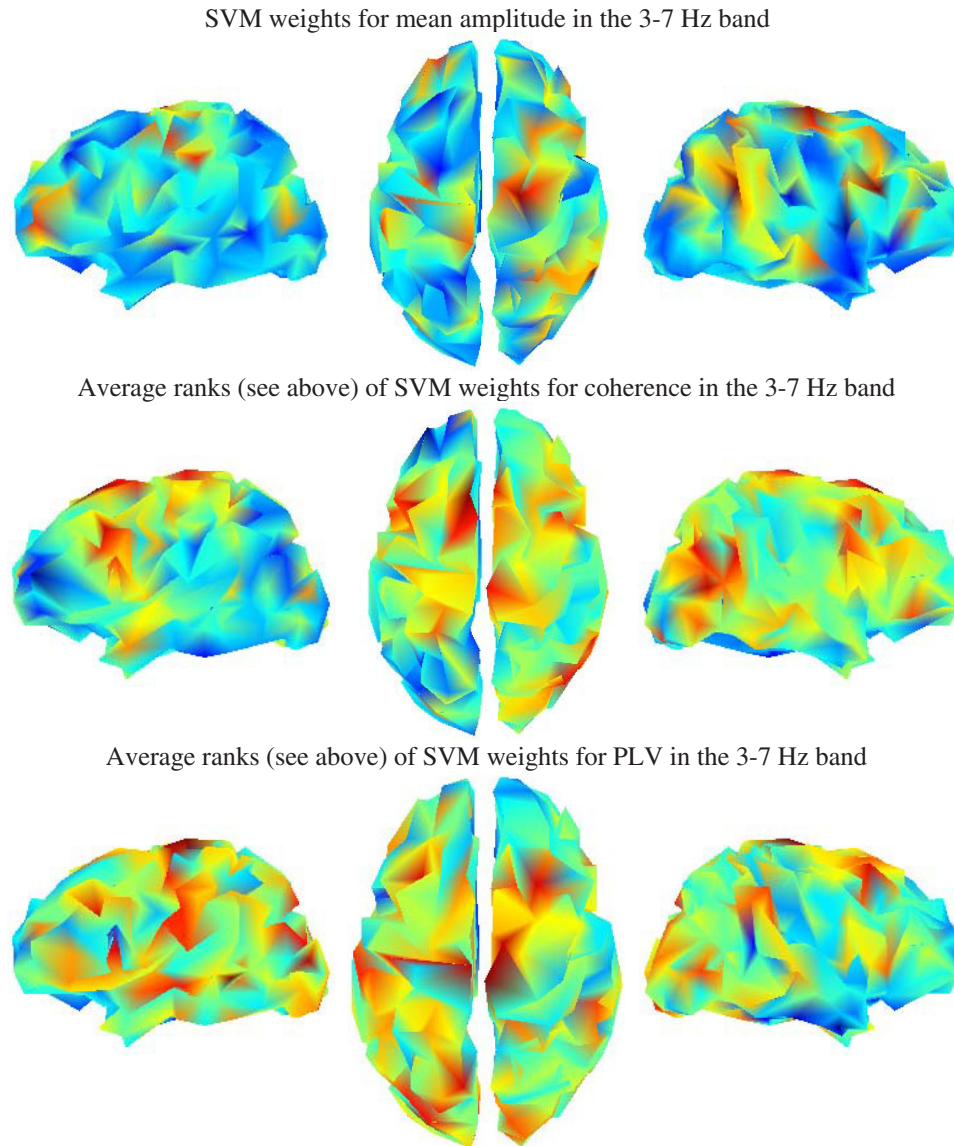 SVM weights for mean amplitude in the 3-7 Hz band
Average ranks (see above) of SVM weights for coherence in the 3-7 Hz band
Average ranks (see above) of SVM weights for PLV in the 3-7 Hz band